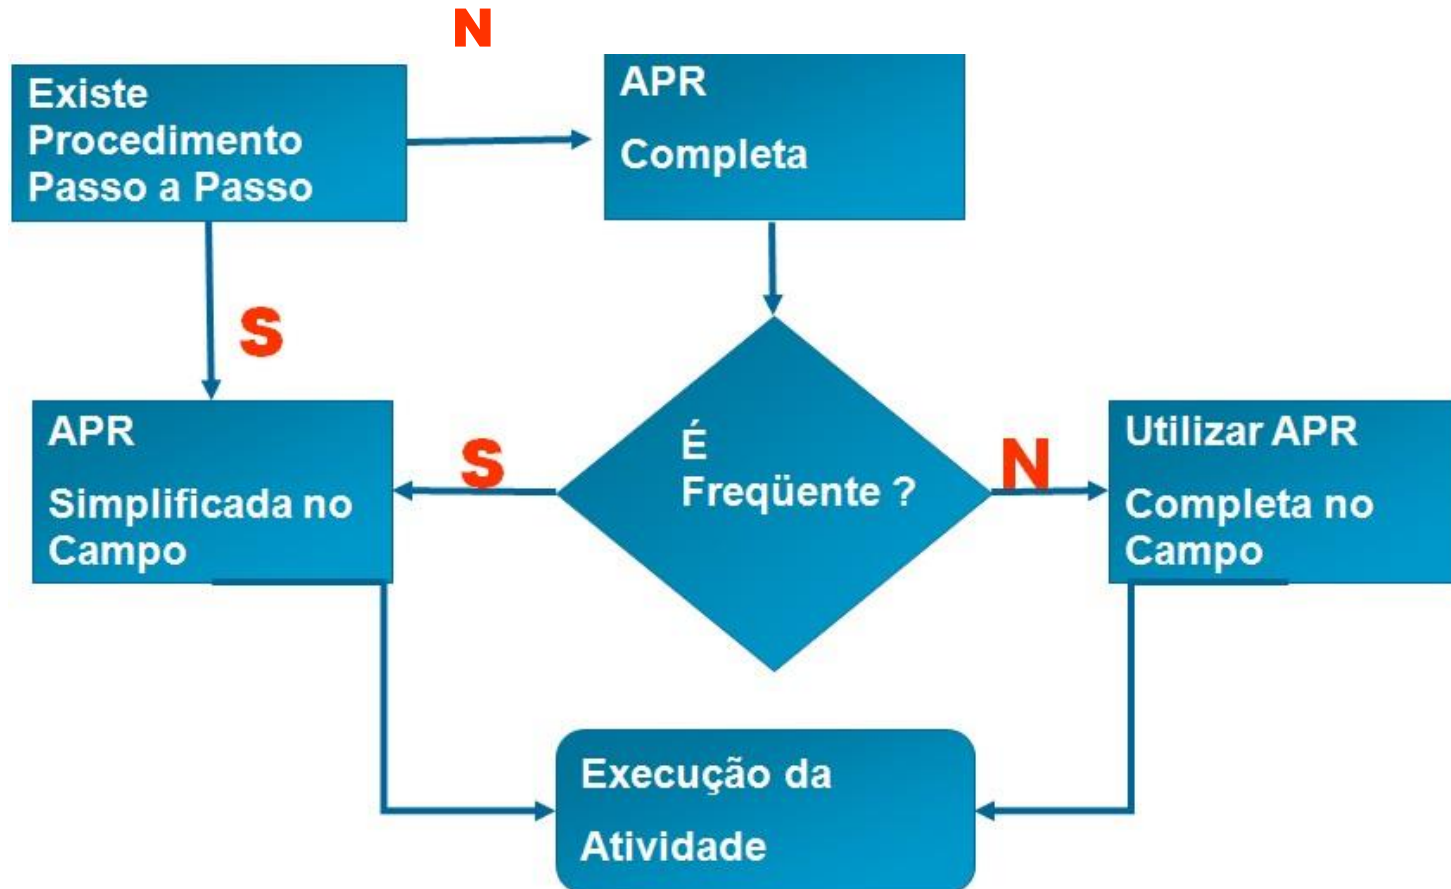 N
Existe
Procedimento
Passo a Passo
APR
Completa
S
APR
Simplificada no
Campo
S
É
Freqüente ?
N
Utilizar APR
Completa no
Campo
Execução da
Atividade